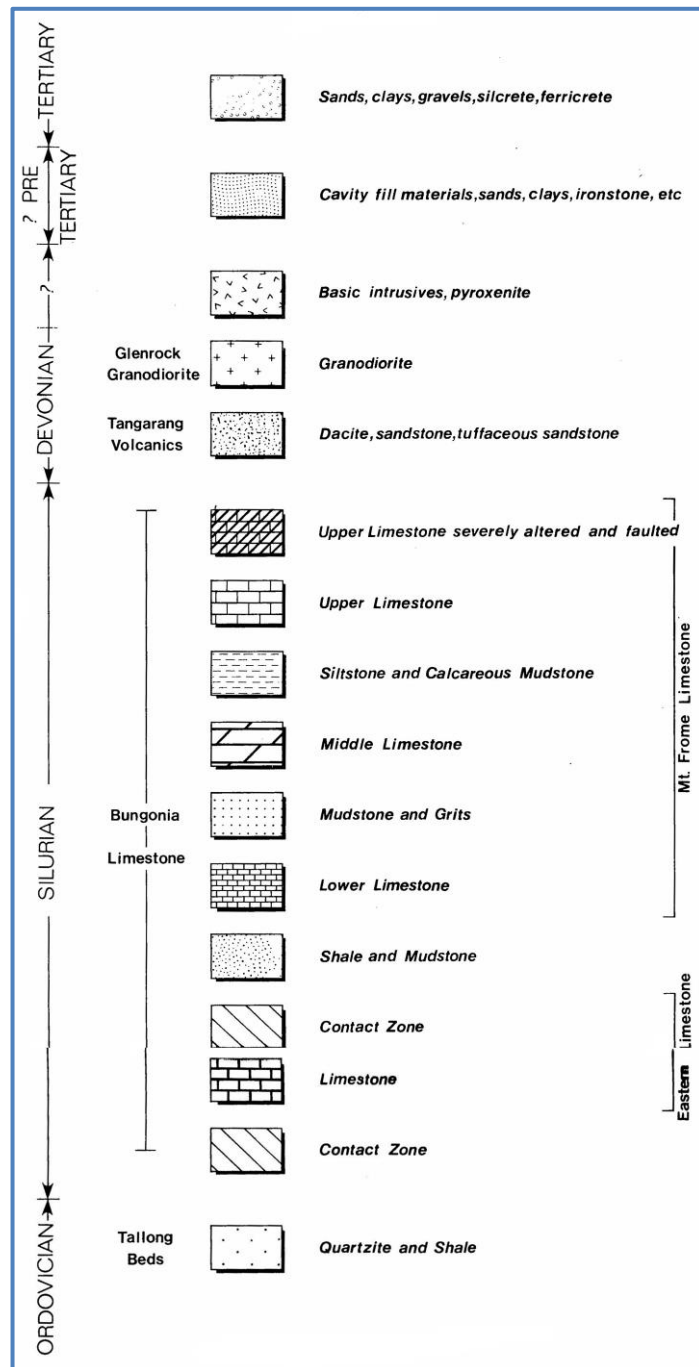 TERTIARY
Sands, clays, gravels, silcrete, ferricrete
? PRE
TERTIARY
Cavity fill materials, sands, clays, ironstone, etc
?
Basic intrusives, pyroxenite
DEVONIAN
Glenrock
Granodiorite
Granodiorite
Tangarang
Volcanics
Dacite, sandstone, tuffaceous sandstone
SILURIAN
Bungonia
Limestone
Upper Limestone severely altered and faulted
Upper Limestone
Siltstone and Calcareous Mudstone
Middle Limestone
Mudstone and Grits
Lower Limestone
Mt. Frome Limestone
Shale and Mudstone
Contact Zone
Limestone
Eastern Limestone
Contact Zone
ORDOVICIAN
Tallong
Beds
Quartzite and Shale